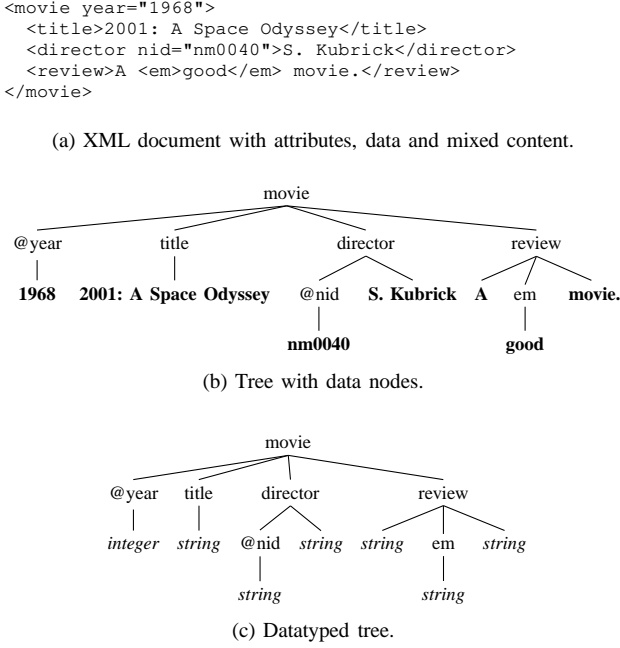 <movie year="1968">
<title>2001: A Space Odyssey</title>
<director nid="nm0040">S. Kubrick</director>
<review>A <em>good</em> movie.</review>
</movie>
(a) XML document with attributes, data and mixed content.
movie
@year title director review
1968 2001: A Space Odyssey @nid S. Kubrick A em movie.
nm0040 good
(b) Tree with data nodes.
movie
@year title director review
integer string @nid string string em string
string string
(c) Datatyped tree.